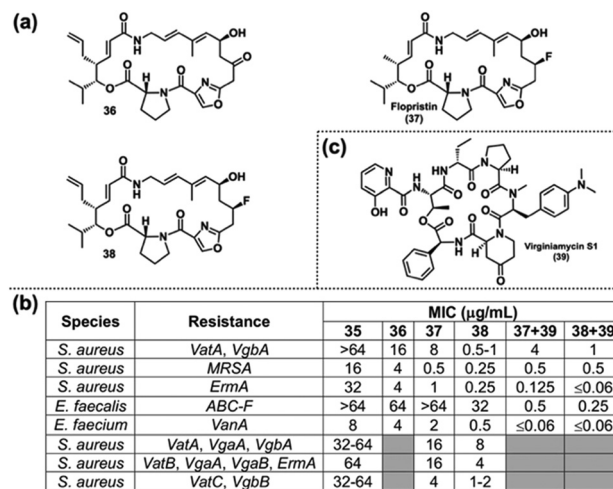 (a)
36
Flopristin
(37)
38
(c)
Virginiamycin S1
(39)
(b)
Species Resistance MIC (μg/mL)
35 36 37 38 37+39 38+39
S. aureus VatA, VgbA >64 16 8 0.5-1 4 1
S. aureus MRSA 16 4 0.5 0.25 0.5 0.5
S. aureus ErmA 32 4 1 0.25 0.125 ≤0.06
E. faecalis ABC-F >64 64 >64 32 0.5 0.25
E. faecium VanA 8 4 2 0.5 ≤0.06 ≤0.06
S. aureus VatA, VgaA, VgbA 32-64 16 8
S. aureus VatB, VgaA, VgaB, ErmA 64 16 4
S. aureus VatC, VgbB 32-64 4 1-2